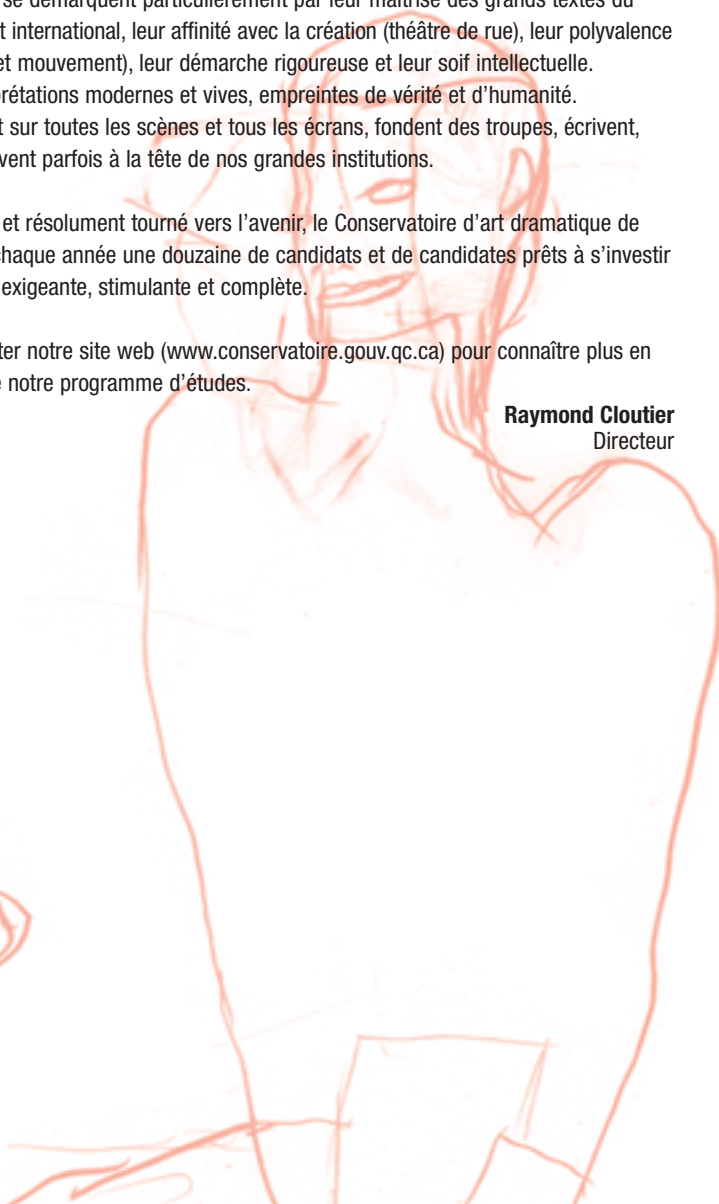 se démarquent particulièrement par leur maîtrise des grands textes du
t international, leur affinité avec la création (théâtre de rue), leur polyvalence
et mouvement), leur démarche rigoureuse et leur soif intellectuelle.
rétations modernes et vives, empreintes de vérité et d'humanité.
t sur toutes les scènes et tous les écrans, fondent des troupes, écrivent,
vent parfois à la tête de nos grandes institutions.
et résolument tourné vers l'avenir, le Conservatoire d'art dramatique de
chaque année une douzaine de candidats et de candidates prêts à s'investir
exigeante, stimulante et complète.
ter notre site web (www.conservatoire.gouv.qc.ca) pour connaître plus en
e notre programme d'études.
Raymond Cloutier
Directeur